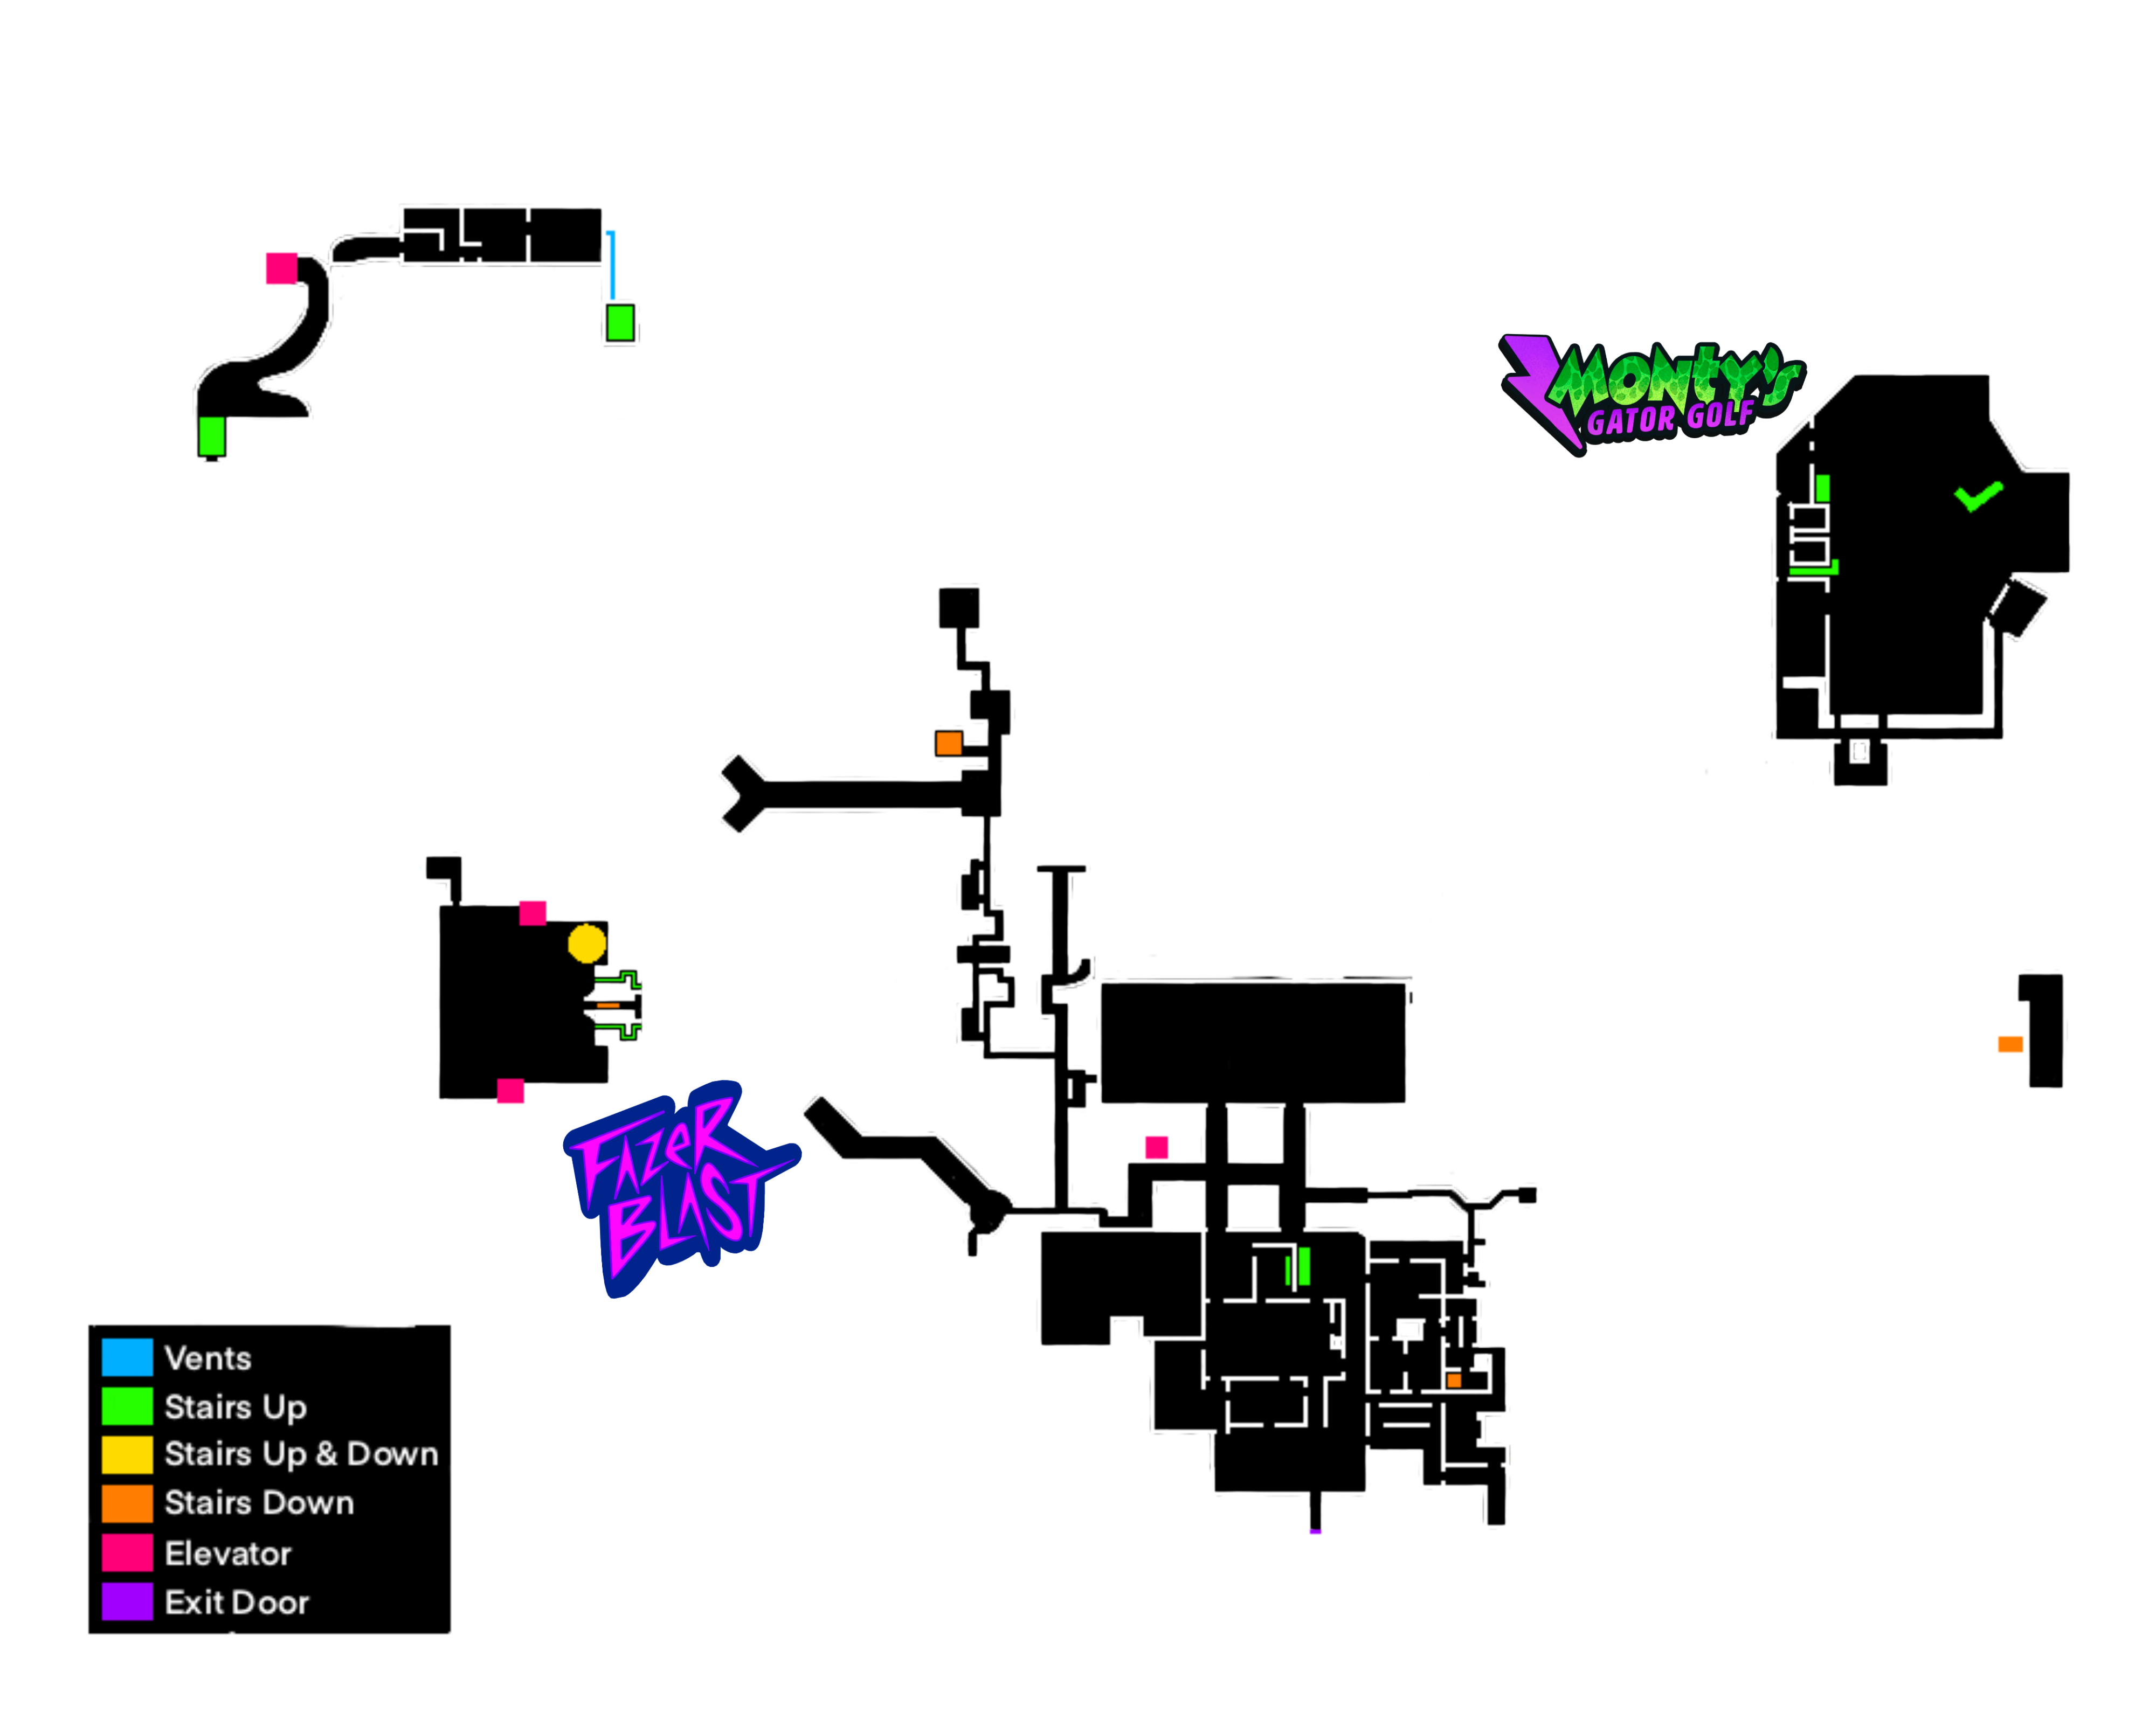 MONTY'S
GATOR GOLF
FAZER
BLAST
Vents
Stairs Up
Stairs Up & Down
Stairs Down
Elevator
Exit Door